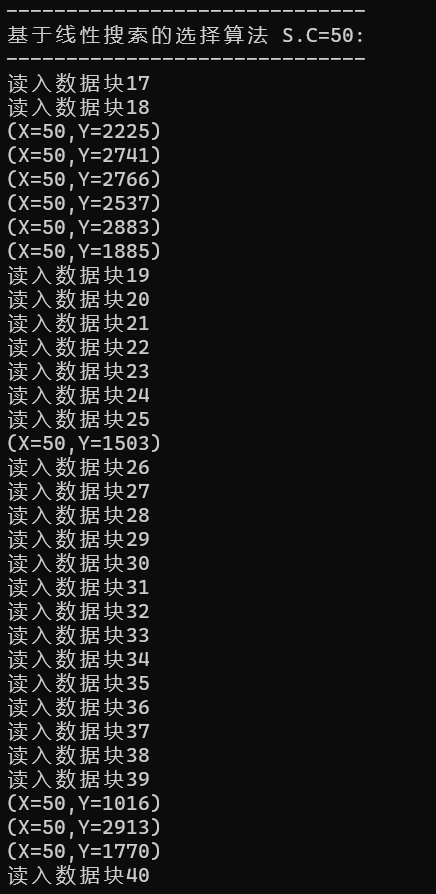 ------------------------------
基于线性搜索的选择算法 S.C=50:
------------------------------
读入数据块17
读入数据块18
(X=50,Y=2225)
(X=50,Y=2741)
(X=50,Y=2766)
(X=50,Y=2537)
(X=50,Y=2883)
(X=50,Y=1885)
读入数据块19
读入数据块20
读入数据块21
读入数据块22
读入数据块23
读入数据块24
读入数据块25
(X=50,Y=1503)
读入数据块26
读入数据块27
读入数据块28
读入数据块29
读入数据块30
读入数据块31
读入数据块32
读入数据块33
读入数据块34
读入数据块35
读入数据块36
读入数据块37
读入数据块38
读入数据块39
(X=50,Y=1016)
(X=50,Y=2913)
(X=50,Y=1770)
读入数据块40